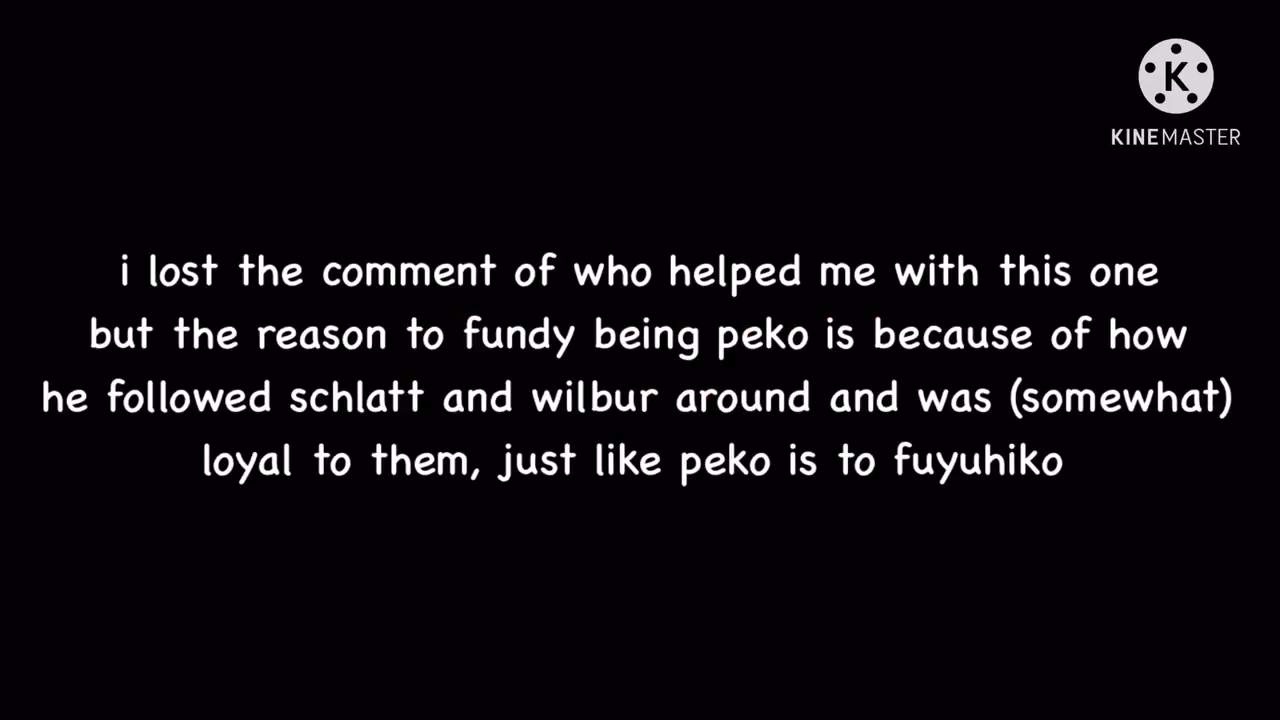 K
KINEMASTER
i lost the comment of who helped me with this one
but the reason to fundy being peko is because of how
he followed schlatt and wilbur around and was (somewhat)
loyal to them, just like peko is to fuyuhiko